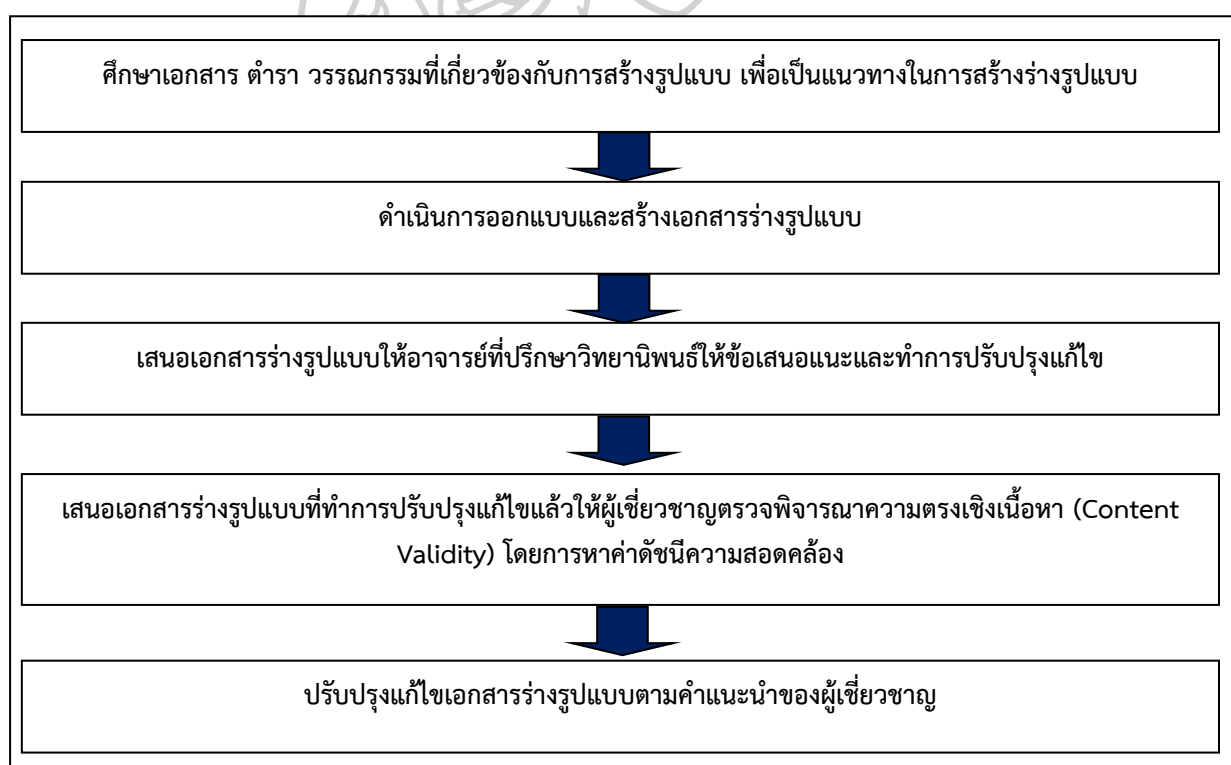 ศึกษาเอกสาร ตำรา วรรณกรรมที่เกี่ยวข้องกับการสร้างรูปแบบ เพื่อเป็นแนวทางในการสร้างร่างรูปแบบ
ดำเนินการออกแบบและสร้างเอกสารร่างรูปแบบ
เสนอเอกสารร่างรูปแบบให้อาจารย์ที่ปรึกษาวิทยานิพนธ์ให้ข้อเสนอแนะและทำการปรับปรุงแก้ไข
เสนอเอกสารร่างรูปแบบที่ทำการปรับปรุงแก้ไขแล้วให้ผู้เชี่ยวชาญตรวจพิจารณาความตรงเชิงเนื้อหา (Content
Validity) โดยการหาค่าดัชนีความสอดคล้อง
ปรับปรุงแก้ไขเอกสารร่างรูปแบบตามคำแนะนำของผู้เชี่ยวชาญ